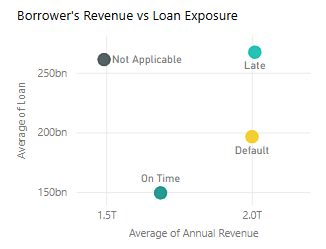 Borrower's Revenue vs Loan Exposure
Average of Loan
250bn
200bn
150bn
Not Applicable
Late
Default
On Time
1.5T
2.0T
Average of Annual Revenue